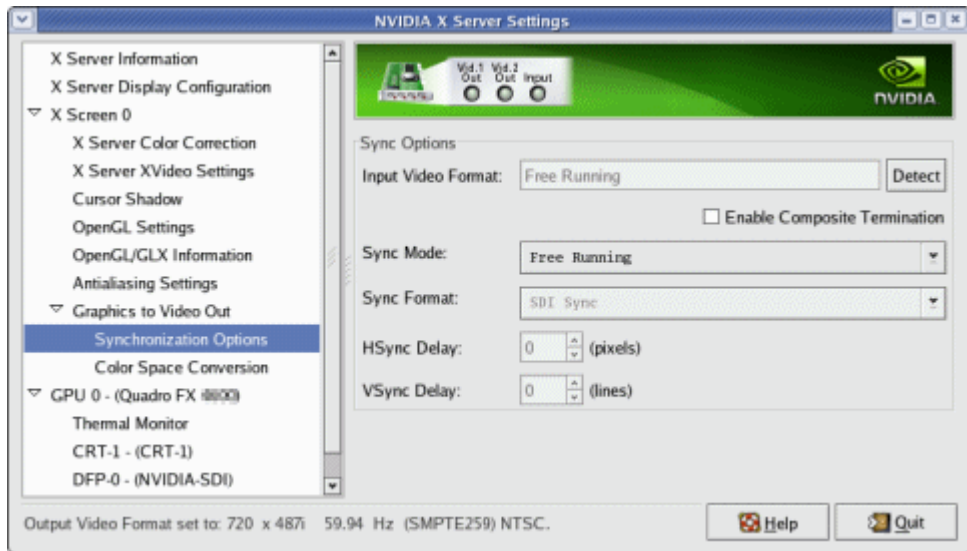 NVIDIA X Server Settings
X Server Information
X Server Display Configuration
X Screen 0
X Server Color Correction
X Server XVideo Settings
Cursor Shadow
OpenGL Settings
OpenGL/GLX Information
Antialiasing Settings
Graphics to Video Out
Synchronization Options
Color Space Conversion
GPU 0 - (Quadro FX
Thermal Monitor
CRT-1 - (CRT-1)
DFP-0 - (NVIDIA-SDI)
Vid.1 Out Vid.2 Out Input
NVIDIA
Sync Options
Input Video Format: Free Running Detect
Enable Composite Termination
Sync Mode: Free Running
Sync Format: SDI Sync
HSync Delay: 0 (pixels)
VSync Delay: 0 (lines)
Output Video Format set to: 720 x 487i 59.94 Hz (SMPTE259) NTSC.
Help Quit